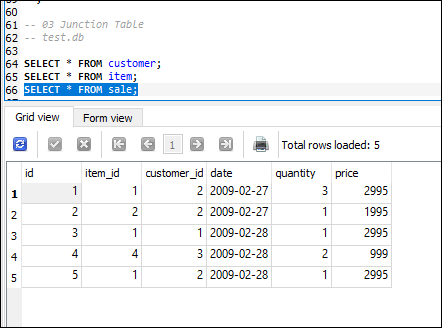 60
61 -- 03 Junction Table
62 -- test.db
63
64 SELECT * FROM customer;
65 SELECT * FROM item;
66 SELECT * FROM sale;
Grid view Form view
1 Total rows loaded: 5
id item_id customer_id date quantity price
1 1 1 2 2009-02-27 3 2995
2 2 2 2 2009-02-27 1 1995
3 3 1 1 2009-02-28 1 2995
4 4 4 3 2009-02-28 2 999
5 5 1 2 2009-02-28 1 2995